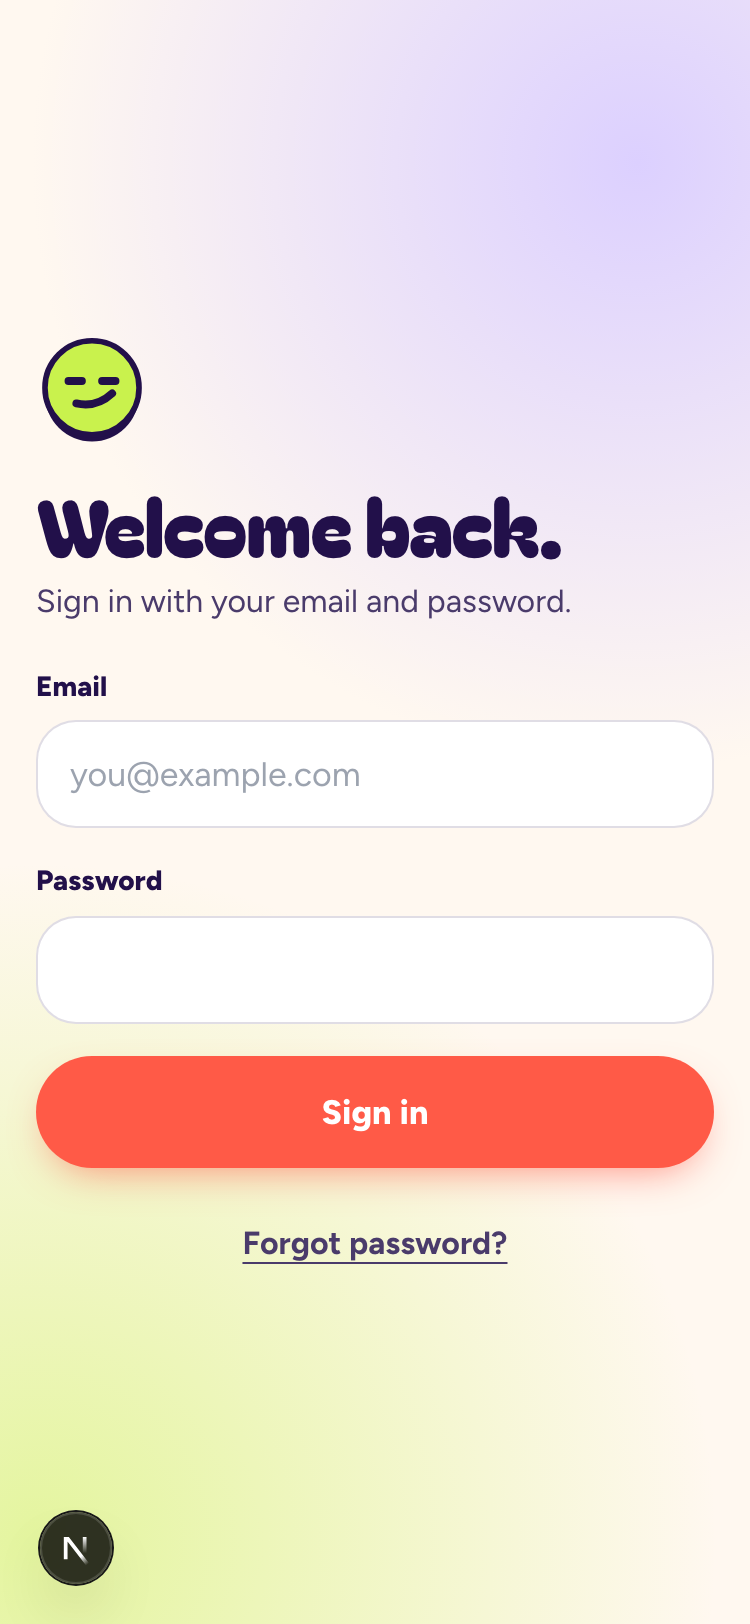 Welcome back.
Sign in with your email and password.
Email
you@example.com
Password
Sign in
Forgot password?
N